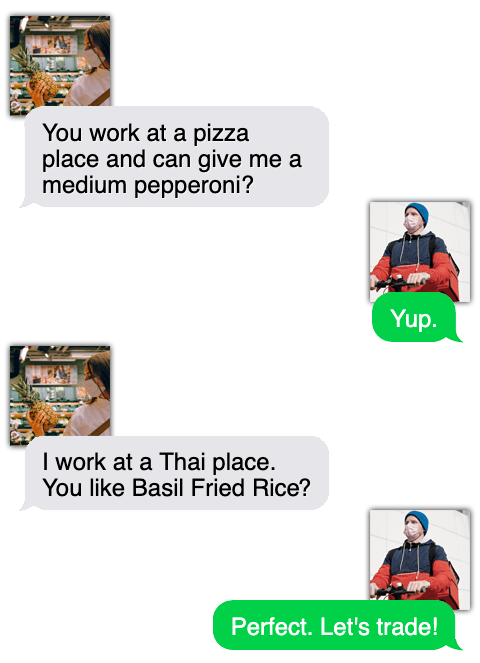 You work at a pizza
place and can give me a
medium pepperoni?
Yup.
I work at a Thai place.
You like Basil Fried Rice?
Perfect. Let's trade!